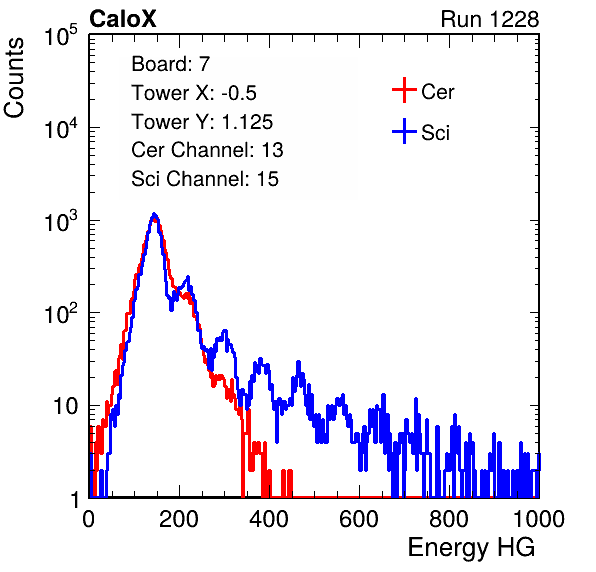 CaloX Run 1228
Counts
Board: 7
Tower X: -0.5
Tower Y: 1.125
Cer Channel: 13
Sci Channel: 15
Cer
Sci
10^5
10^4
10^3
10^2
10
1
0 200 400 600 800 1000
Energy HG